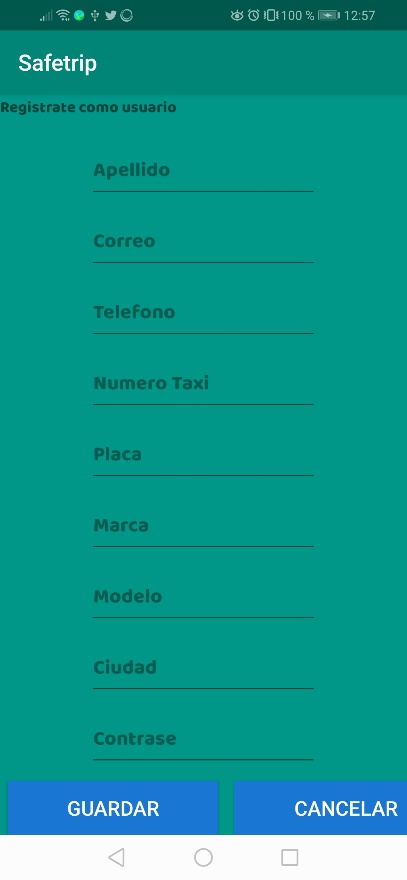 100 % 12:57
Safetrip
Registrate como usuario
Apellido
Correo
Telefono
Numero Taxi
Placa
Marca
Modelo
Ciudad
Contrase
GUARDAR CANCELAR